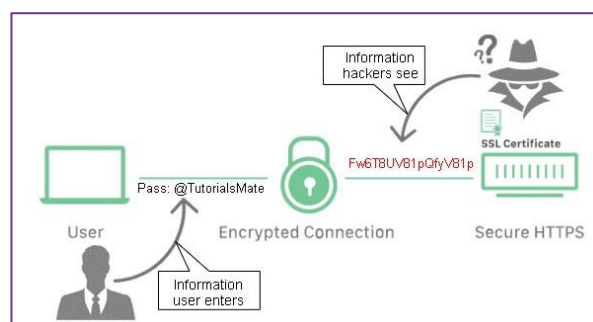 Information
hackers see
??
SSL Certificate
Pass: @TutorialsMate
Fw6T8UV81pQfyV81p
User
Encrypted Connection
Secure HTTPS
Information
user enters